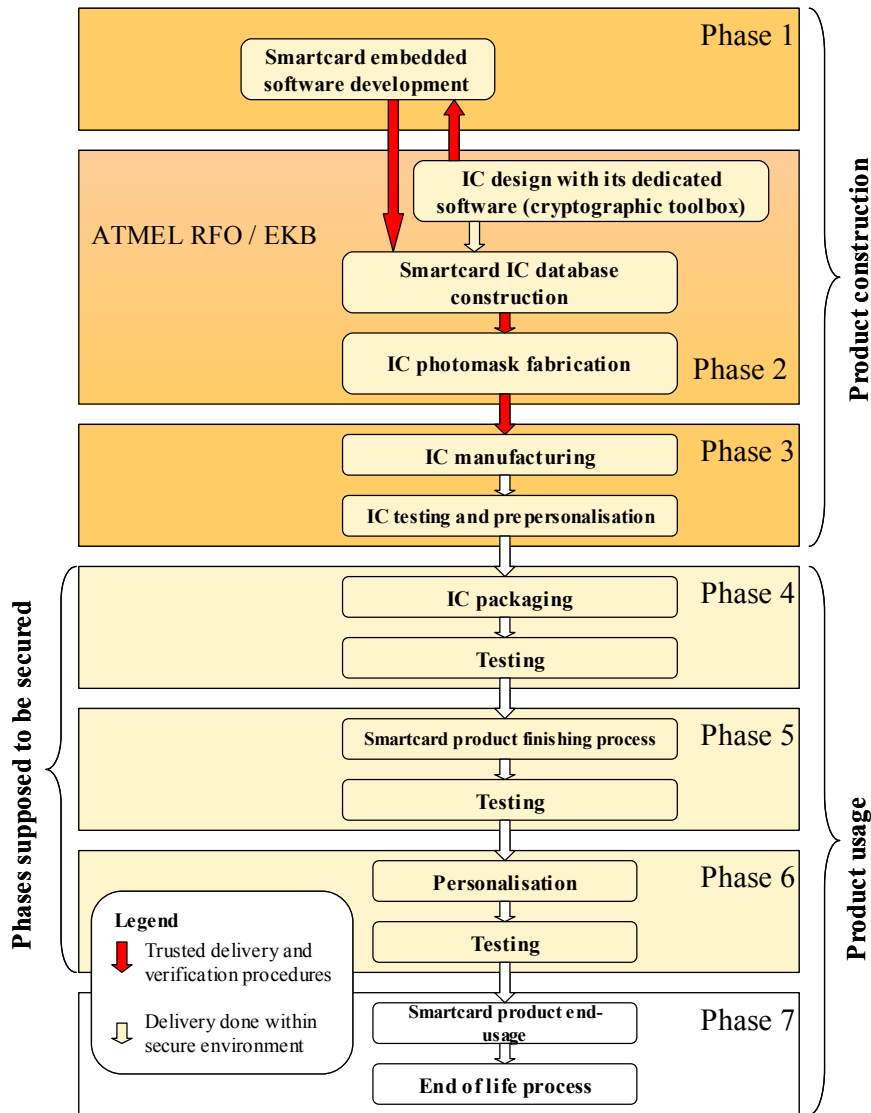 Phase 1
Smartcard embedded
software development
IC design with its dedicated
software (cryptographic toolbox)
ATMEL RFO / EKB
Smartcard IC database
construction
IC photomask fabrication
Phase 2
Product construction
Phase 3
IC manufacturing
IC testing and prepersonalisation
Phase 4
IC packaging
Testing
Phases supposed to be secured
Phase 5
Smartcard product finishing process
Testing
Product usage
Phase 6
Personalisation
Testing
Legend
Trusted delivery and
verification procedures
Delivery done within
secure environment
Phase 7
Smartcard product end-
usage
End of life process